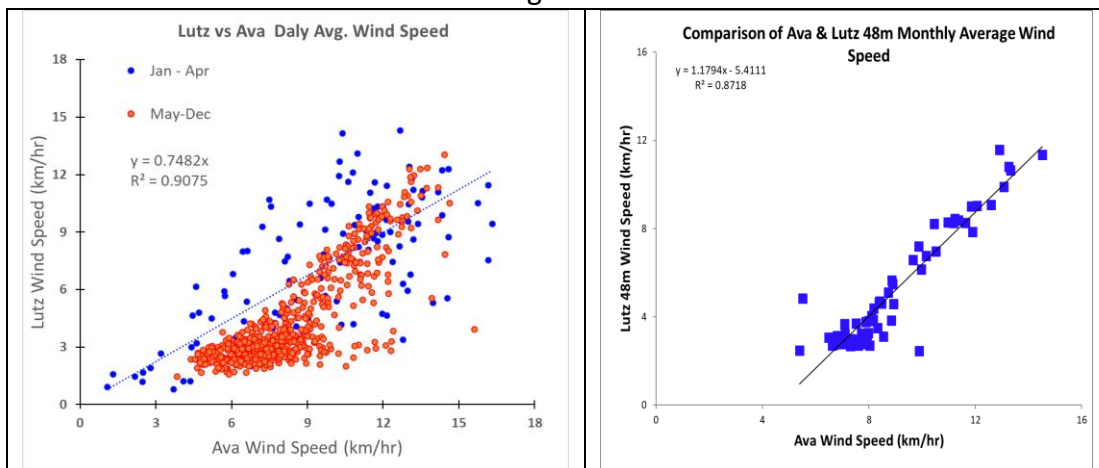 Lutz vs Ava Daly Avg. Wind Speed
18
15
12
9
6
3
0
Lutz Wind Speed (km/hr)
Jan - Apr
May-Dec
y = 0.7482x
R² = 0.9075
0 3 6 9 12 15 18
Ava Wind Speed (km/hr)
Comparison of Ava & Lutz 48m Monthly Average Wind
Speed
16
12
8
4
0
Lutz 48m Wind Speed (km/hr)
y = 1.1794x - 5.4111
R² = 0.8718
0 4 8 12 16
Ava Wind Speed (km/hr)